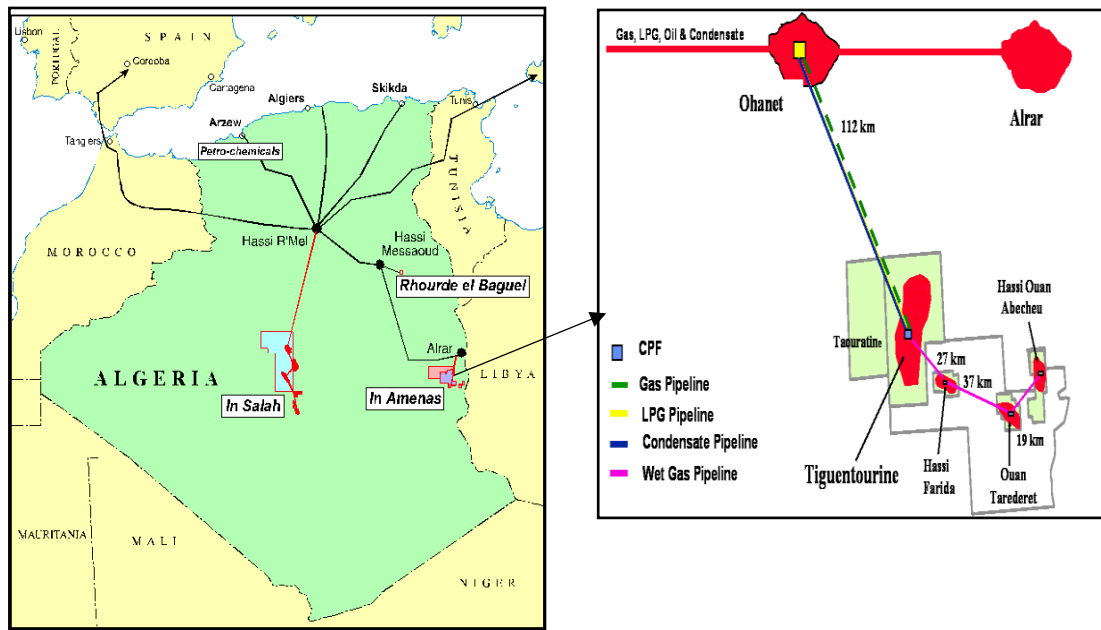 Lisbon
PORTUGAL
SPAIN
Cordoba
Cartagena
Tangiers
Algiers
Skikda
Tunis
Arzew
Petro-chemicals
TUNISIA
Hassi R'Mel
Hassi
Messaoud
MOROCCO
Rhourde el Baguel
Alrar
ALGERIA
LIBYA
In Salah
In Amenas
MAURITANIA
MALI
NIGER
Gas, LPG, Oil & Condensate
Ohanet
Alrar
112 km
Hassi Ouan
Abecheu
Taouratine
CPF
27 km
37 km
Gas Pipeline
LPG Pipeline
19 km
Condensate Pipeline
Tiguentourine
Hassi
Farida
Ouan
Tarederet
Wet Gas Pipeline